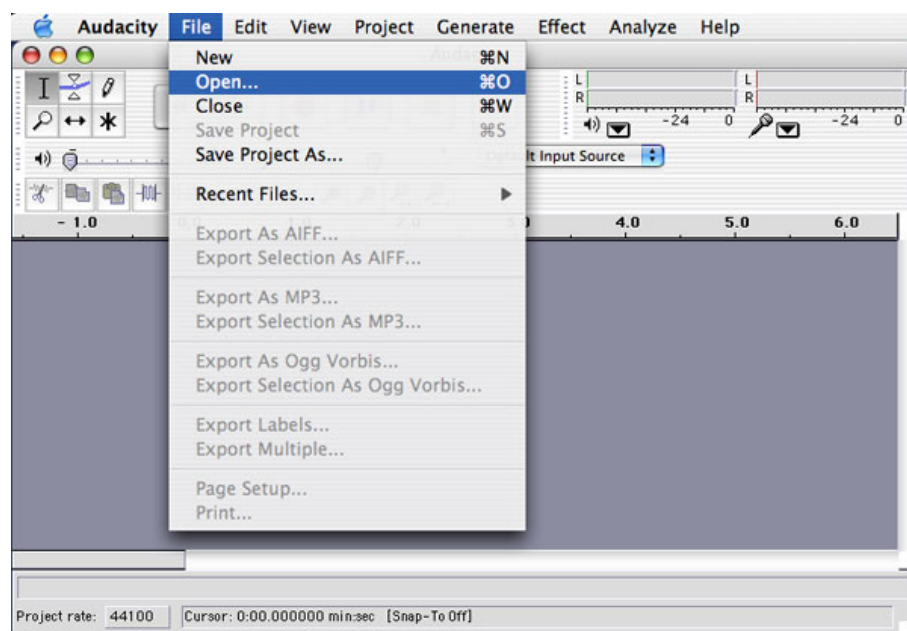 Audacity File Edit View Project Generate Effect Analyze Help
New ⌘N
Open... ⌘O
Close ⌘W
Save Project ⌘S
Save Project As...
Recent Files...
Export As AIFF...
Export Selection As AIFF...
Export As MP3...
Export Selection As MP3...
Export As Ogg Vorbis...
Export Selection As Ogg Vorbis...
Export Labels...
Export Multiple...
Page Setup...
Print...
L L
R R
-24 0 -24 0
Input Source
- 1.0 4.0 5.0 6.0
Project rate: 44100 Cursor: 0:00.000000 min:sec [Snap-To Off]